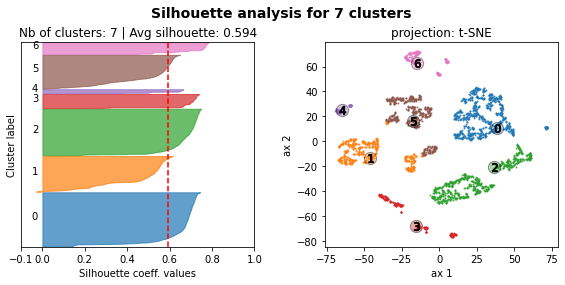 Silhouette analysis for 7 clusters
Nb of clusters: 7 | Avg silhouette: 0.594
Cluster label
6
5
4
3
2
1
0
−0.1 0.0 0.2 0.4 0.6 0.8 1.0
Silhouette coeff. values
projection: t-SNE
ax 2
60
40
20
0
−20
−40
−60
−80
6
4
0
5
1
2
3
−75 −50 −25 0 25 50 75
ax 1